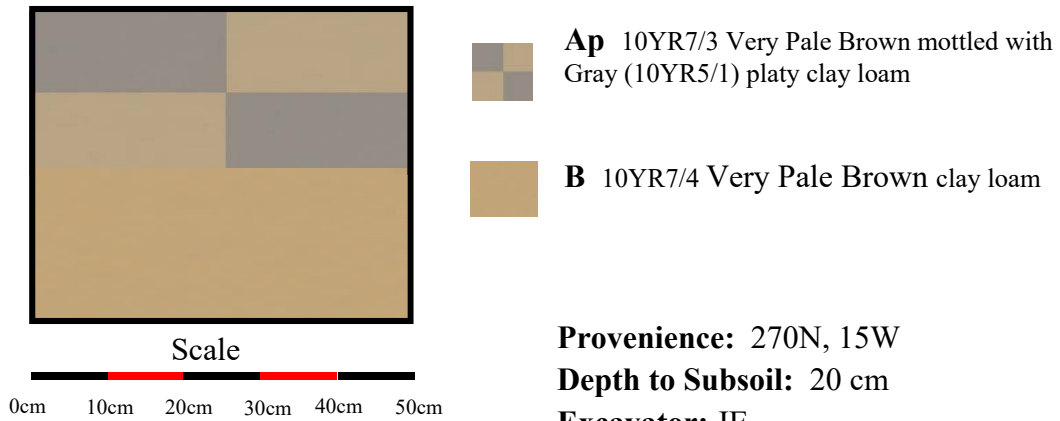 Ap 10YR7/3 Very Pale Brown mottled with
Gray (10YR5/1) platy clay loam
B 10YR7/4 Very Pale Brown clay loam
Scale
0cm 10cm 20cm 30cm 40cm 50cm
Provenience: 270N, 15W
Depth to Subsoil: 20 cm
Excavator: